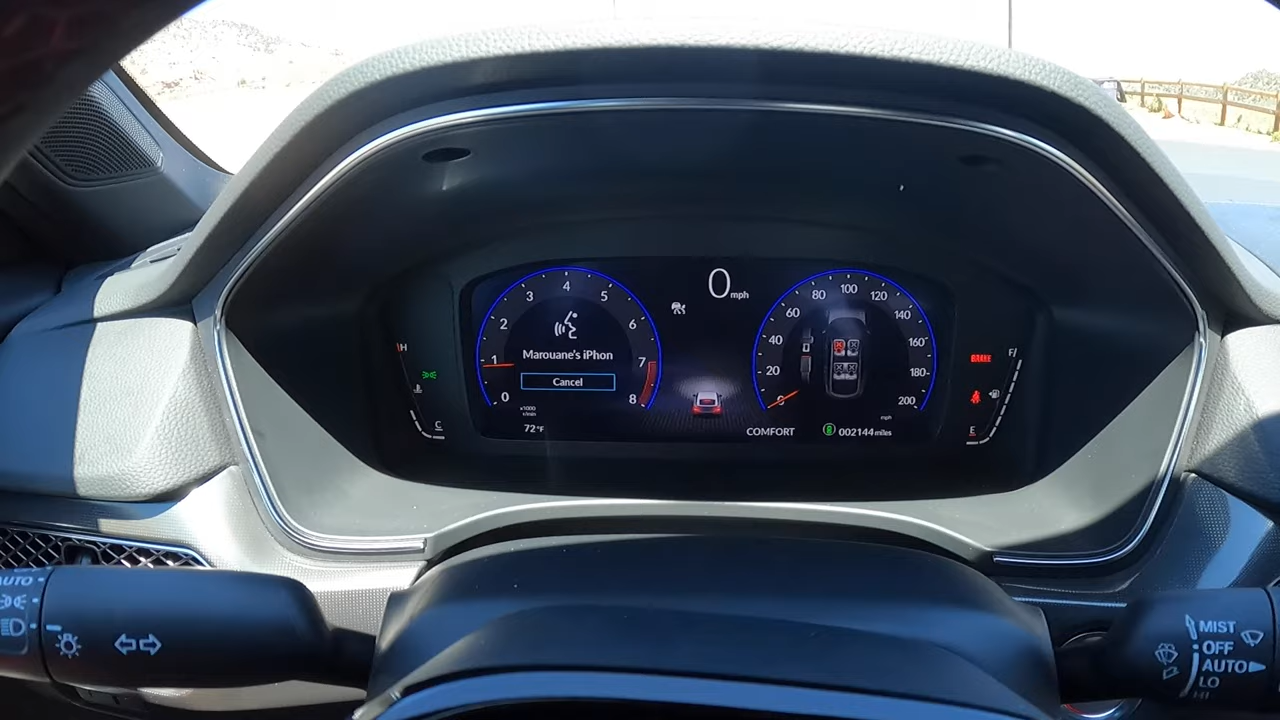 0 mph
4
3 5
2 6
1 7
0 8
x1000
r/min
Marouane's iPhon
Cancel
72°F
H
C
100
80 120
60 140
40 160
20 180
0 200
mph
COMFORT
002144 miles
BRAKE
F
E
AUTO
MIST
OFF
AUTO
LO
HI